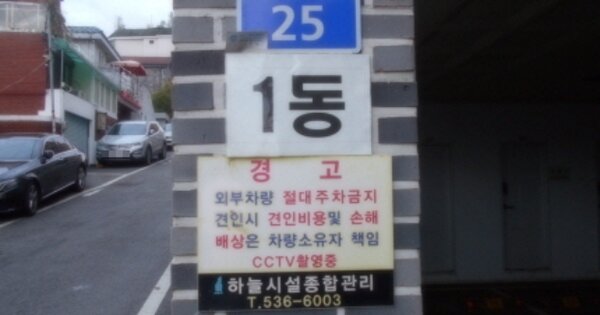 25
1동
경고
외부차량 절대주차금지
견인시 견인비용및 손해
배상은 차량소유자 책임
CCTV촬영중
하늘시설종합관리
T.536-6003